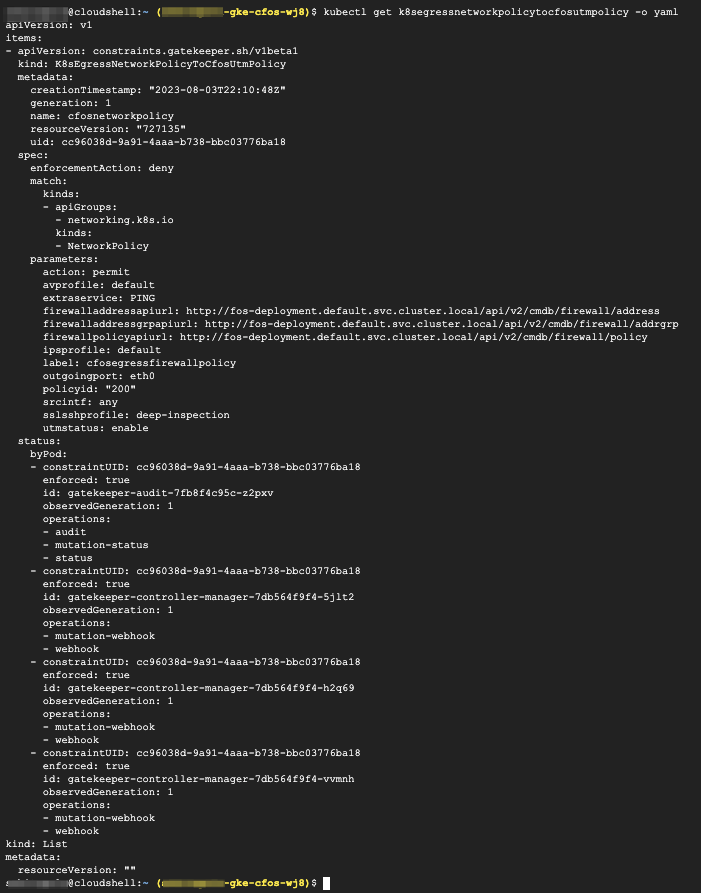 @cloudshell:~ (-gke-cfos-wj8)$ kubectl get k8segressnetworkpolicytocfosutmpolicy -o yaml
apiVersion: v1
items:
- apiVersion: constraints.gatekeeper.sh/v1beta1
  kind: K8sEgressNetworkPolicyToCfosUtmPolicy
  metadata:
    creationTimestamp: "2023-08-03T22:10:48Z"
    generation: 1
    name: cfosnetworkpolicy
    resourceVersion: "727135"
    uid: cc96038d-9a91-4aaa-b738-bbc03776ba18
  spec:
    enforcementAction: deny
    match:
      kinds:
      - apiGroups:
        - networking.k8s.io
        kinds:
        - NetworkPolicy
    parameters:
      action: permit
      avprofile: default
      extraservice: PING
      firewalladdressapiurl: http://fos-deployment.default.svc.cluster.local/api/v2/cmdb/firewall/address
      firewalladdressgrpapiurl: http://fos-deployment.default.svc.cluster.local/api/v2/cmdb/firewall/addrgrp
      firewallpolicyapiurl: http://fos-deployment.default.svc.cluster.local/api/v2/cmdb/firewall/policy
      ipsprofile: default
      label: cfosegressfirewallpolicy
      outgoingport: eth0
      policyid: "200"
      srcintf: any
      sslsshprofile: deep-inspection
      utmstatus: enable
  status:
    byPod:
    - constraintUID: cc96038d-9a91-4aaa-b738-bbc03776ba18
      enforced: true
      id: gatekeeper-audit-7fb8f4c95c-z2pxv
      observedGeneration: 1
      operations:
      - audit
      - mutation-status
      - status
    - constraintUID: cc96038d-9a91-4aaa-b738-bbc03776ba18
      enforced: true
      id: gatekeeper-controller-manager-7db564f9f4-5jlt2
      observedGeneration: 1
      operations:
      - mutation-webhook
      - webhook
    - constraintUID: cc96038d-9a91-4aaa-b738-bbc03776ba18
      enforced: true
      id: gatekeeper-controller-manager-7db564f9f4-h2q69
      observedGeneration: 1
      operations:
      - mutation-webhook
      - webhook
    - constraintUID: cc96038d-9a91-4aaa-b738-bbc03776ba18
      enforced: true
      id: gatekeeper-controller-manager-7db564f9f4-vvmnh
      observedGeneration: 1
      operations:
      - mutation-webhook
      - webhook
kind: List
metadata:
  resourceVersion: ""
@cloudshell:~ (-gke-cfos-wj8)$